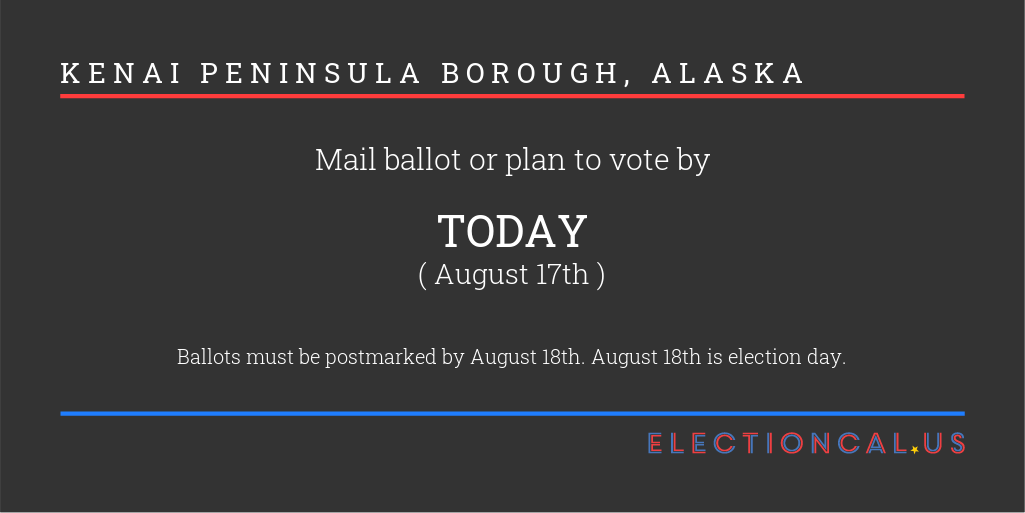 KENAI PENINSULA BOROUGH, ALASKA
Mail ballot or plan to vote by
TODAY
( August 17th )
Ballots must be postmarked by August 18th. August 18th is election day.
ELECTIONCAL.US